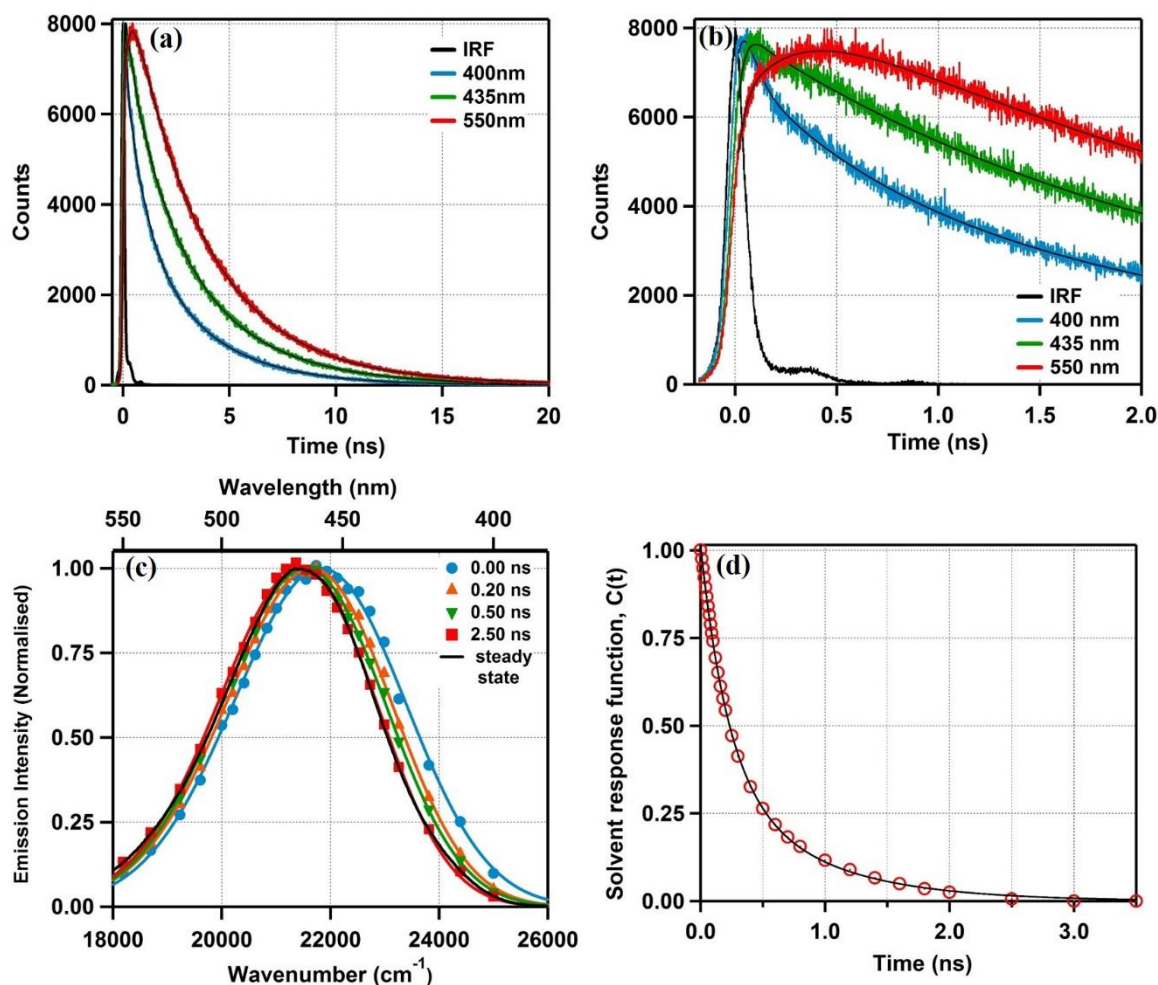 (a)
8000
6000
4000
2000
0
Counts
IRF
400nm
435nm
550nm
0 5 10 15 20
Time (ns)
(b)
8000
6000
4000
2000
0
Counts
IRF
400 nm
435 nm
550 nm
0.0 0.5 1.0 1.5 2.0
Time (ns)
Wavelength (nm)
550 500 450 400
(c)
1.00
0.75
0.50
0.25
0.00
Emission Intensity (Normalised)
0.00 ns
0.20 ns
0.50 ns
2.50 ns
steady
state
18000 20000 22000 24000 26000
Wavenumber (cm⁻¹)
(d)
1.00
0.75
0.50
0.25
0.00
Solvent response function, C(t)
0.0 1.0 2.0 3.0
Time (ns)